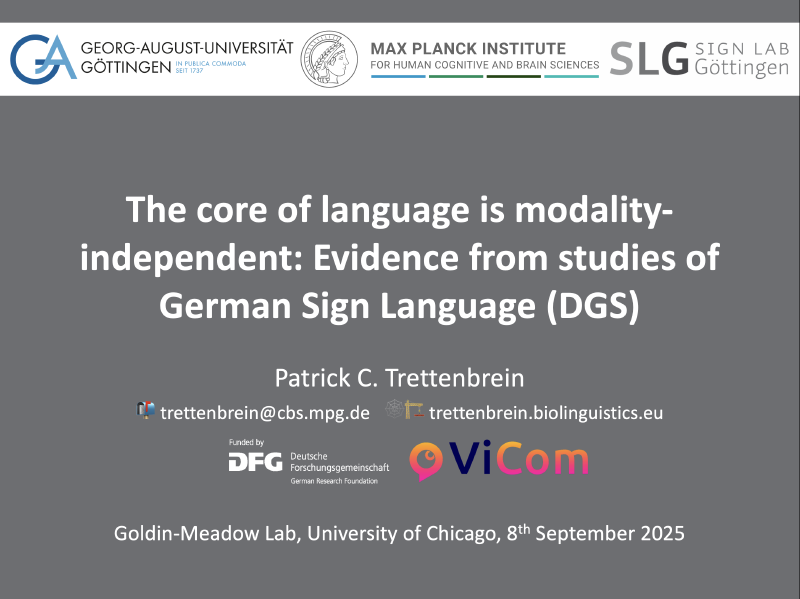 GEORG-AUGUST-UNIVERSITÄT
GÖTTINGEN IN PUBLICA COMMODA
SEIT 1737
MAX PLANCK INSTITUTE
FOR HUMAN COGNITIVE AND BRAIN SCIENCES
SLG SIGN LAB
Göttingen
The core of language is modality-
independent: Evidence from studies of
German Sign Language (DGS)
Patrick C. Trettenbrein
trettenbrein@cbs.mpg.de trettenbrein.biolinguistics.eu
Funded by
DFG Deutsche
Forschungsgemeinschaft
German Research Foundation
ViCom
Goldin-Meadow Lab, University of Chicago, 8th September 2025